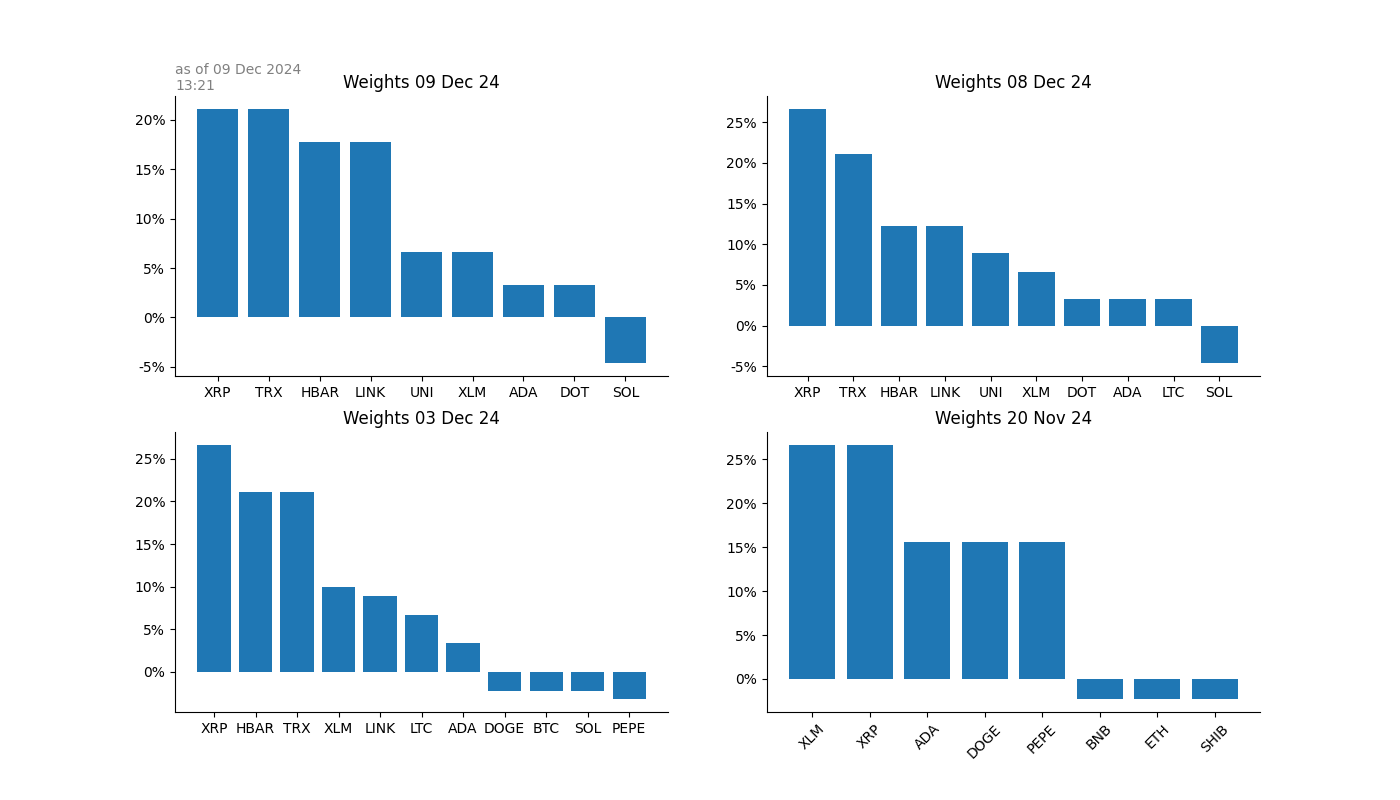 as of 09 Dec 2024
13:21
Weights 09 Dec 24
20%
15%
10%
5%
0%
-5%
XRP TRX HBAR LINK UNI XLM ADA DOT SOL
Weights 08 Dec 24
25%
20%
15%
10%
5%
0%
-5%
XRP TRX HBAR LINK UNI XLM DOT ADA LTC SOL
Weights 03 Dec 24
25%
20%
15%
10%
5%
0%
XRP HBAR TRX XLM LINK LTC ADA DOGE BTC SOL PEPE
Weights 20 Nov 24
25%
20%
15%
10%
5%
0%
XLM XRP ADA DOGE PEPE BNB ETH SHIB